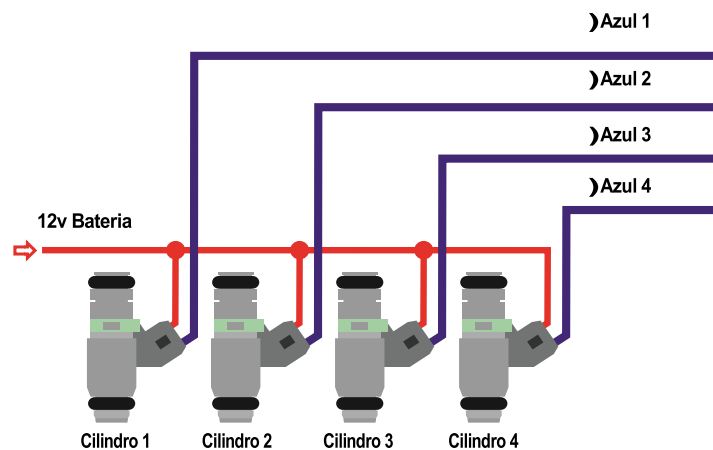 ❩Azul 1
❩Azul 2
❩Azul 3
❩Azul 4
12v Bateria
Cilindro 1
Cilindro 2
Cilindro 3
Cilindro 4